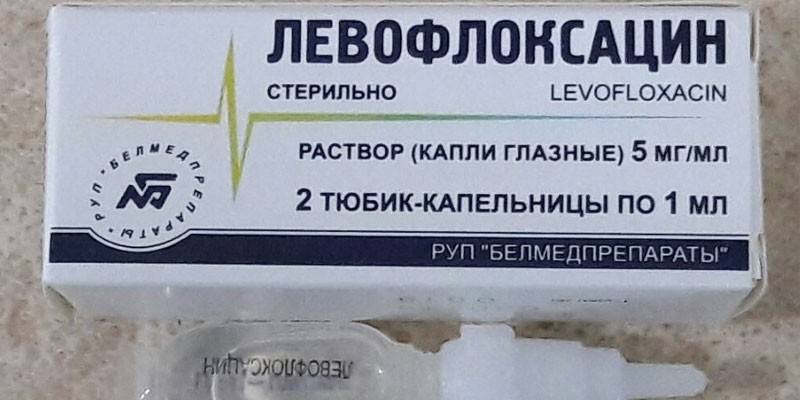 ЛЕВОФЛОКСАЦИН
СТЕРИЛЬНО
LEVOFLOXACIN
РАСТВОР (КАПЛИ ГЛАЗНЫЕ) 5 МГ/МЛ
2 ТЮБИК-КАПЕЛЬНИЦЫ ПО 1 МЛ
РУП "БЕЛМЕДПРЕПАРАТЫ"
• РУП • БЕЛМЕДПРЕПАРАТЫ
ЛЕВОФЛОКСАЦИН